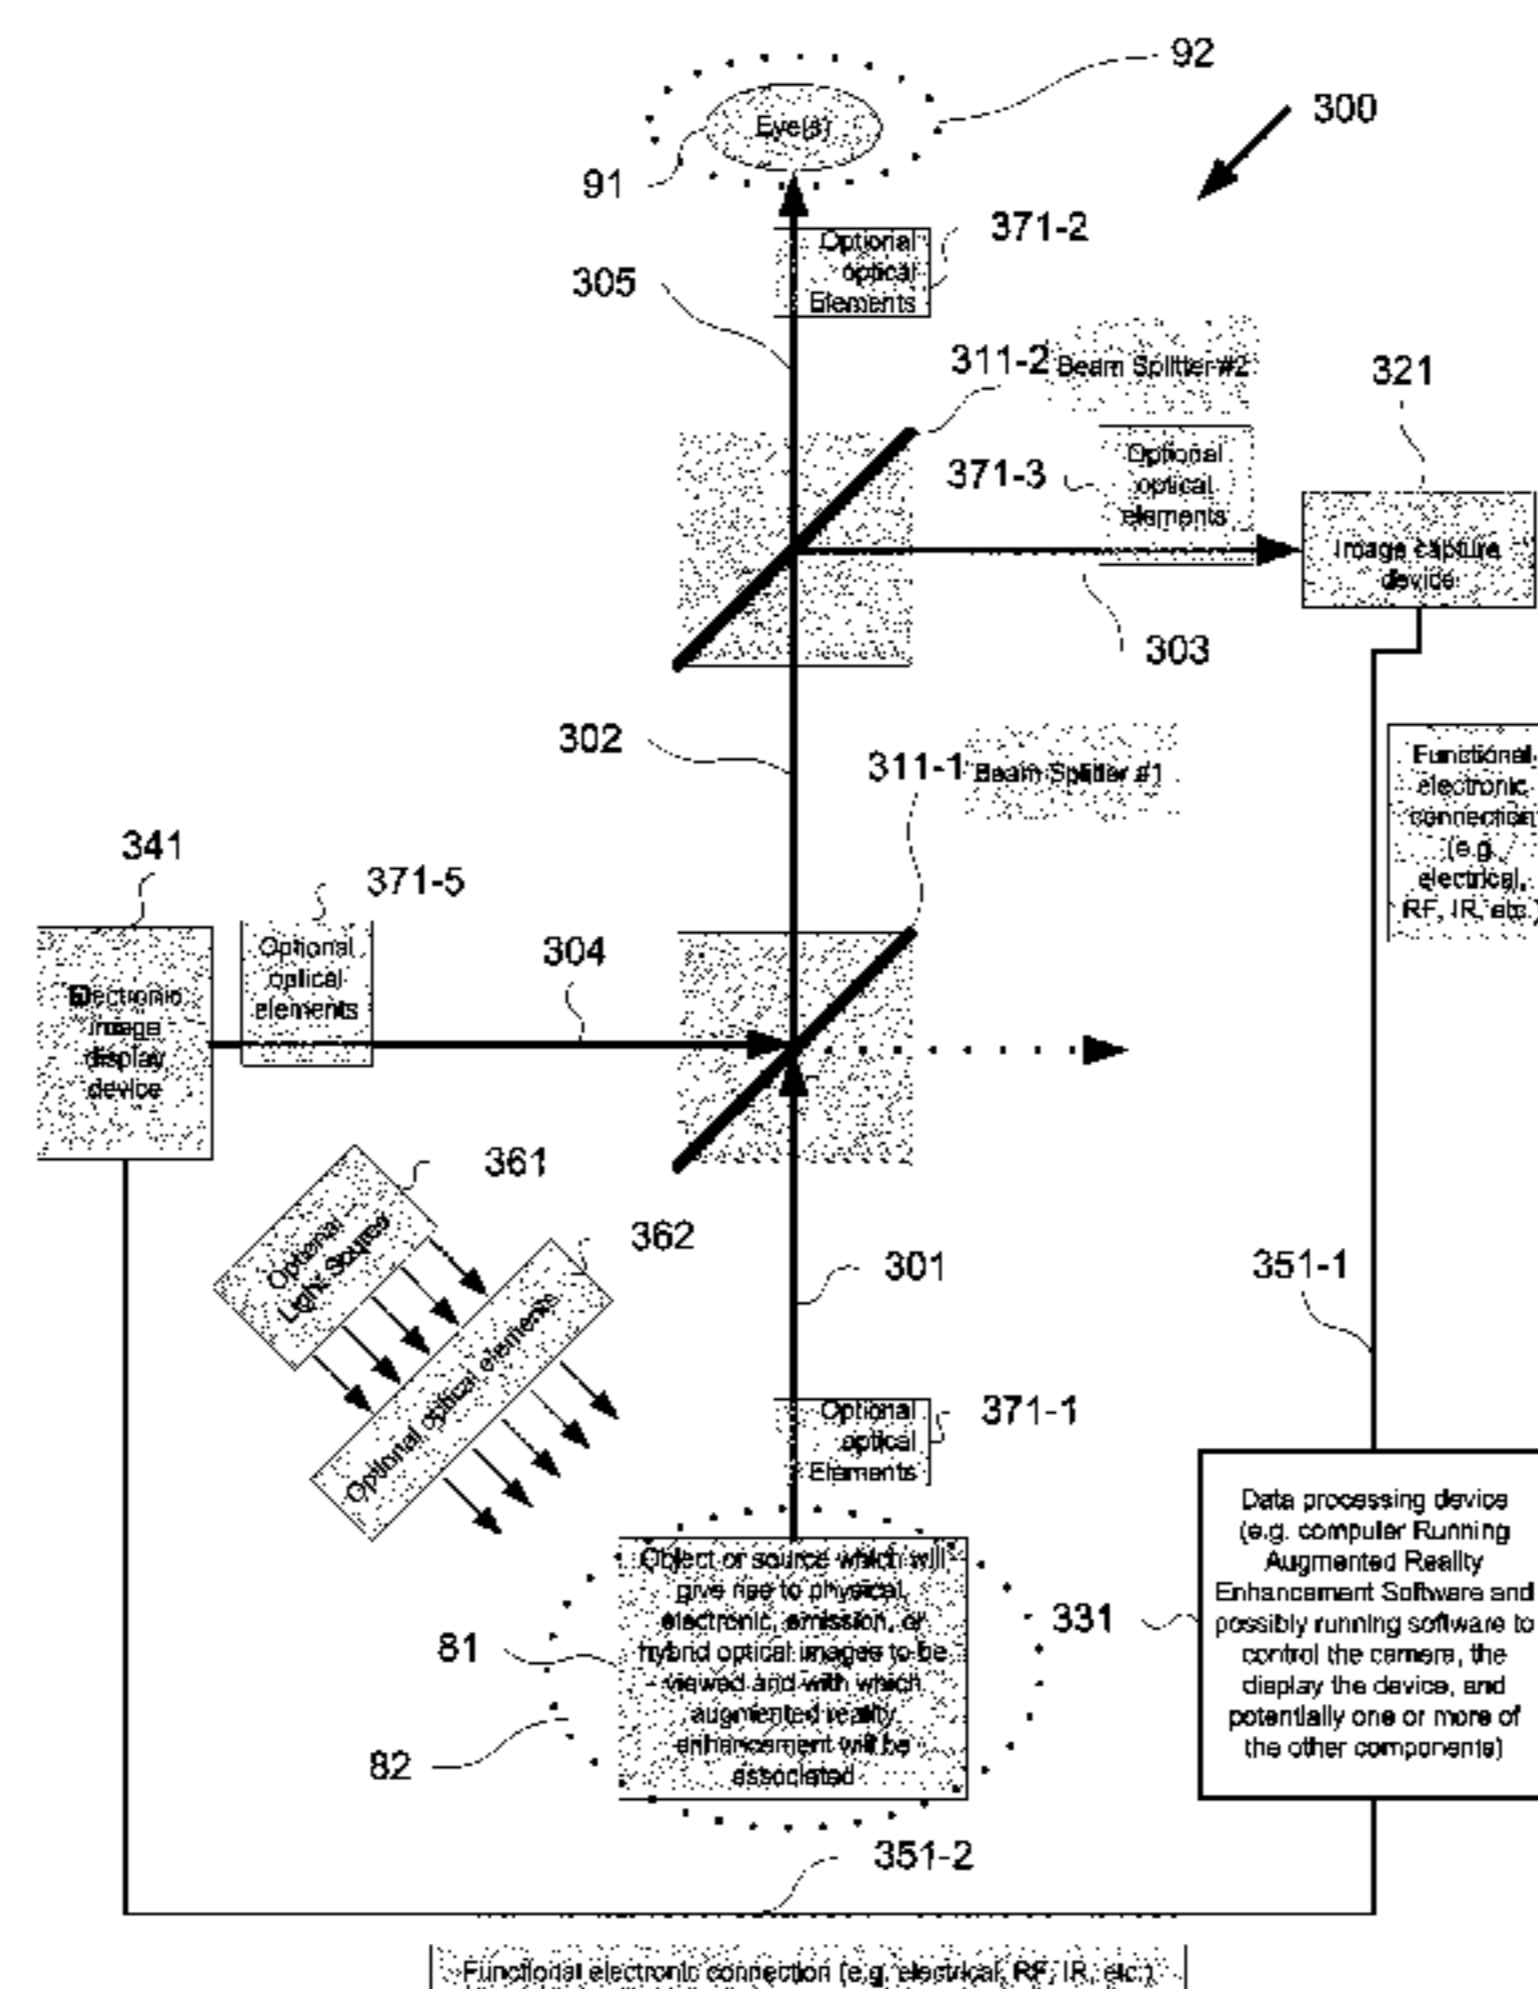 92
300
Eye(s)
91
371-2
Optional
optical
Elements
305
311-2
Beam Splitter #2
321
371-3
Optional
optical
elements
Image capture
device
303
302
311-1
Beam Splitter #1
Functional
electronic
connection
(e.g.,
electrical,
RF, IR, etc.)
341
371-5
Optional
optical
elements
304
Electronic
image
display
device
361
Optional
Light Source
362
Optional optical elements
301
351-1
371-1
Optional
optical
Elements
Data processing device
(e.g. computer Running
Augmented Reality
Enhancement Software and
possibly running software to
control the camera, the
display the device, and
potentially one or more of
the other components)
331
Object or source which will
give rise to physical,
electronic, emission, or
hybrid optical images to be
viewed and with which
augmented reality
enhancement will be
associated
81
82
351-2
Functional electronic connection (e.g. electrical, RF, IR, etc.)